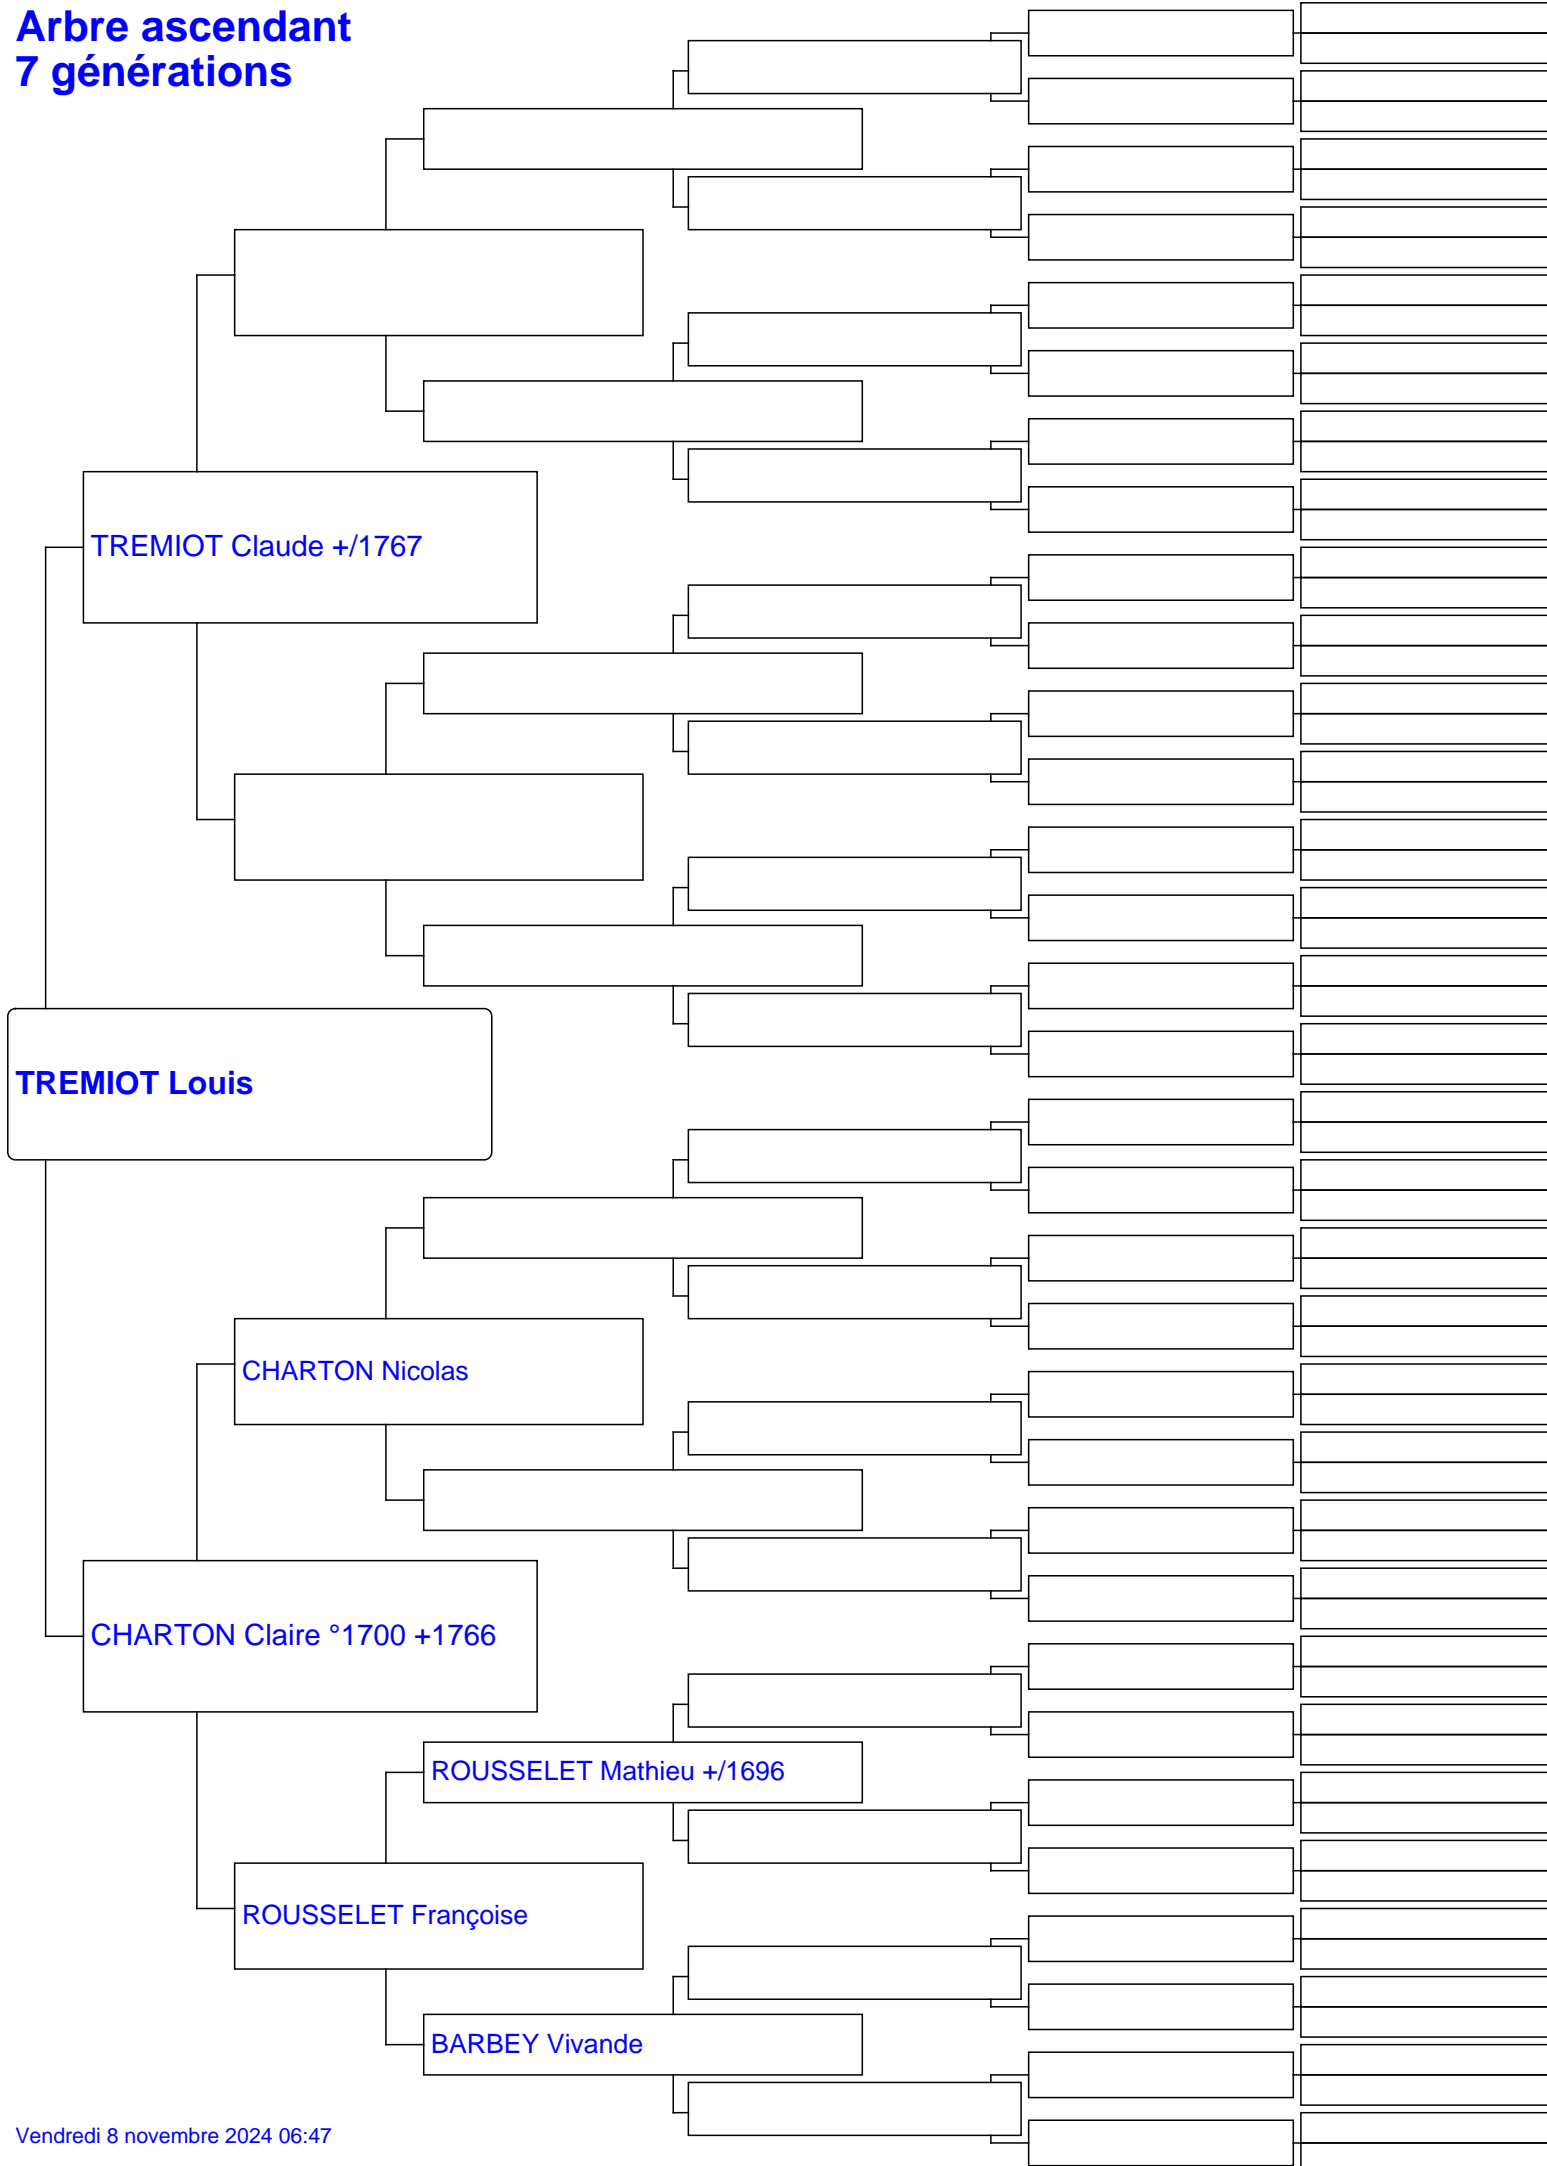 Arbre ascendant
7 générations
TREMIOT Claude +/1767
TREMIOT Louis
CHARTON Nicolas
CHARTON Claire °1700 +1766
ROUSSELET Mathieu +/1696
ROUSSELET Françoise
BARBEY Vivande
Vendredi 8 novembre 2024 06:47